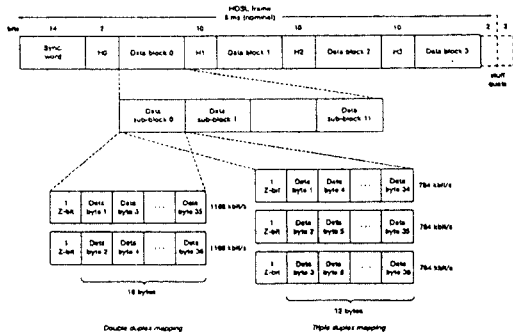 HDSL frame
6 ms (nominal)
bits 14 2 10 10 10 2 2
Sync. word H0 Data block 0 H1 Data block 1 H2 Data block 2 H3 Data block 3
stuff quats
Data sub-block 0 Data sub-block 1 Data sub-block 11
1 Z-bit Data byte 1 Data byte 3 . . . Data byte 35 1168 kbit/s
1 Z-bit Data byte 2 Data byte 4 . . . Data byte 36 1168 kbit/s
18 bytes
Double duplex mapping
1 Z-bit Data byte 1 Data byte 4 . . . Data byte 34 784 kbit/s
1 Z-bit Data byte 2 Data byte 5 . . . Data byte 35 784 kbit/s
1 Z-bit Data byte 3 Data byte 6 . . . Data byte 36 784 kbit/s
12 bytes
Triple duplex mapping